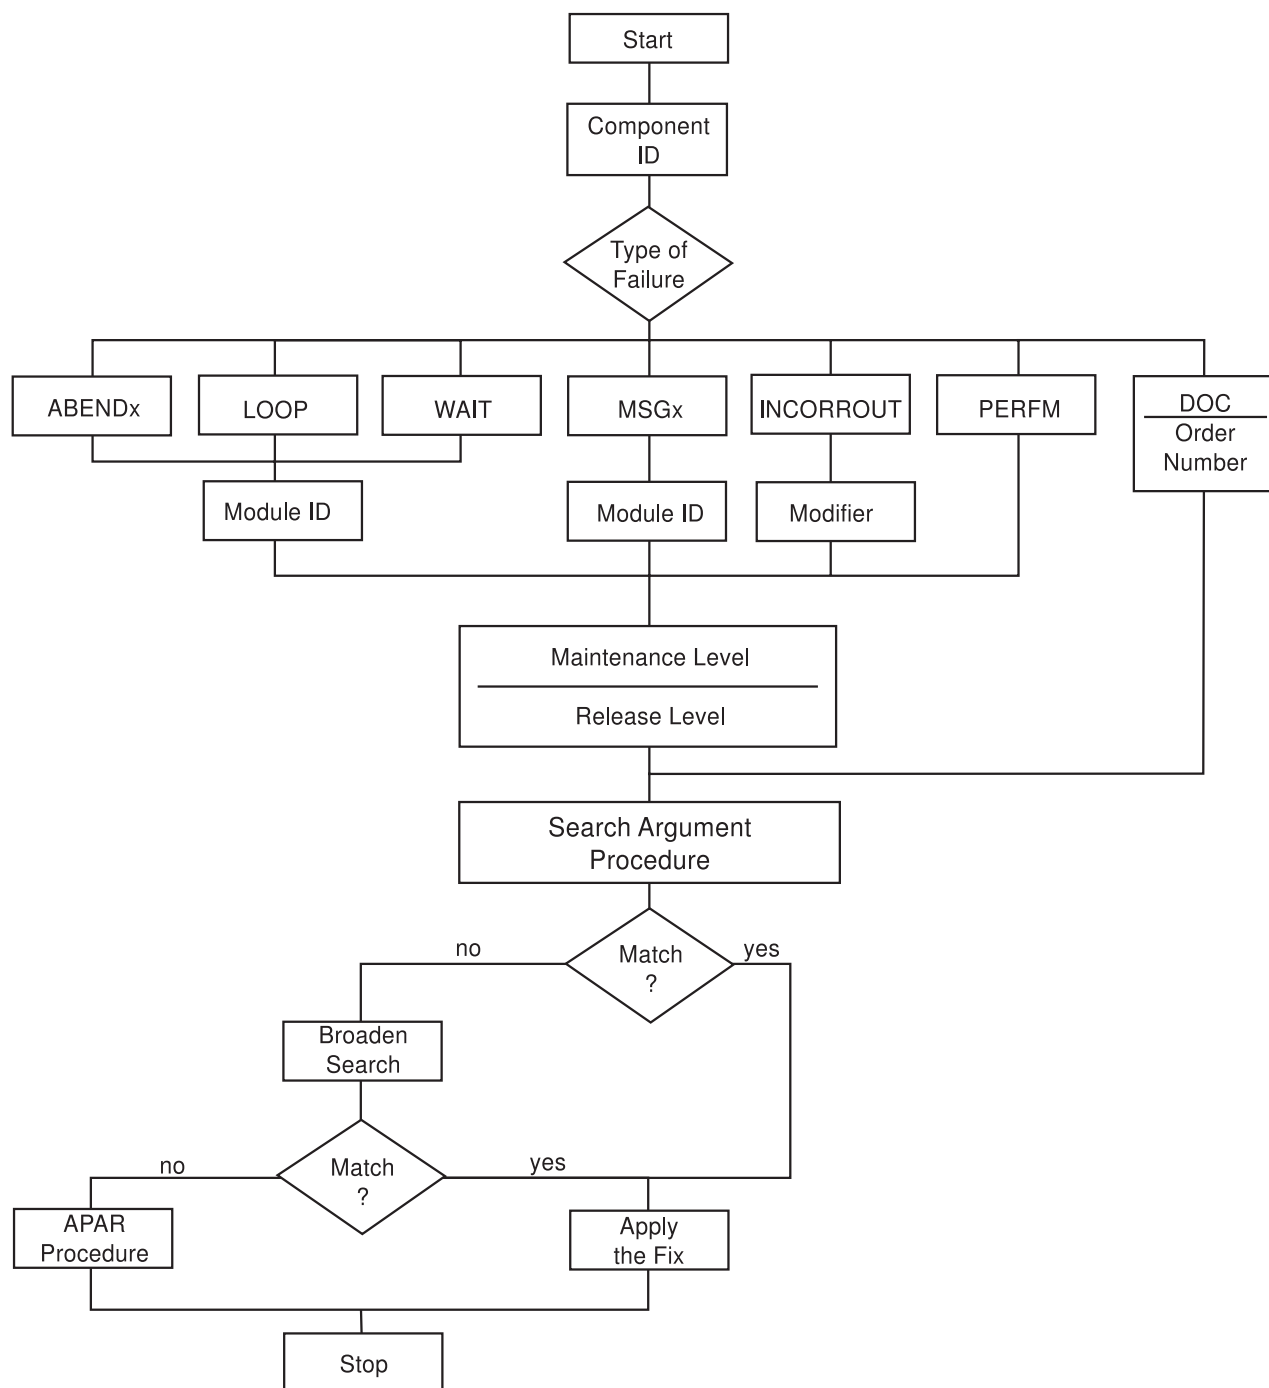 Start
Component
ID
Type of
Failure
ABENDx
LOOP
WAIT
MSGx
INCORROUT
PERFM
DOC
Order
Number
Module ID
Module ID
Modifier
Maintenance Level
Release Level
Search Argument
Procedure
Match
?
no
yes
Broaden
Search
Match
?
no
yes
APAR
Procedure
Apply
the Fix
Stop